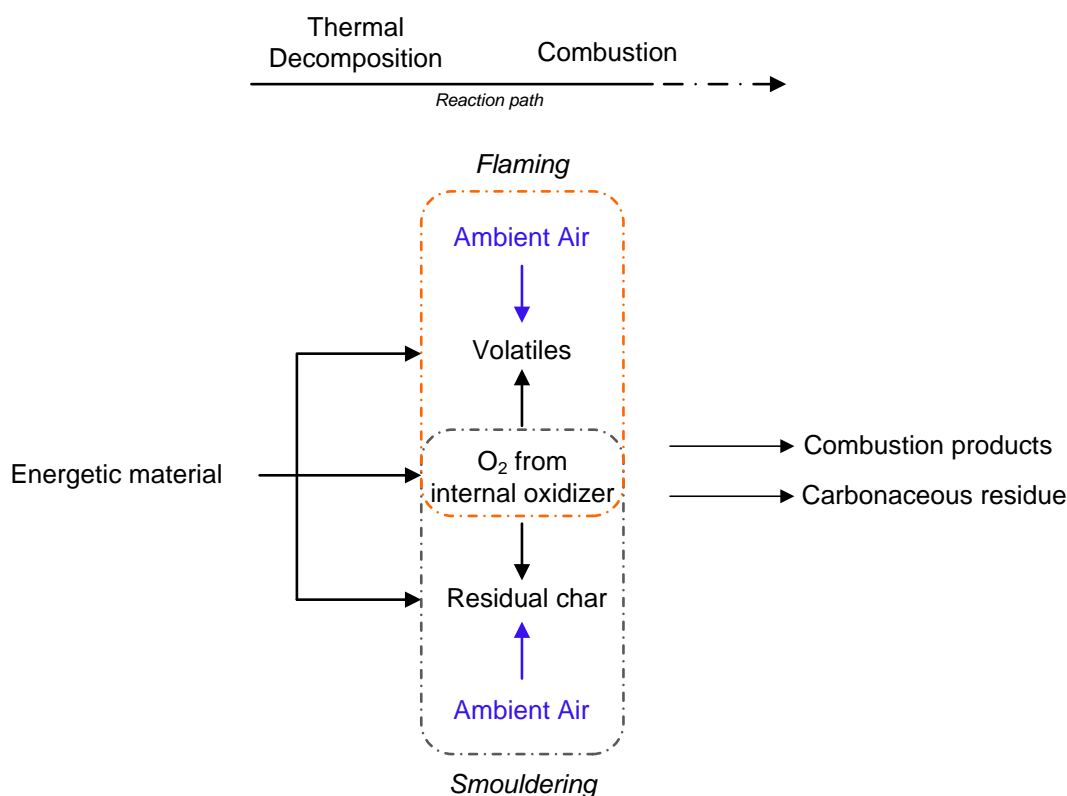 Thermal
Decomposition
Combustion
Reaction path
Flaming
Ambient Air
Volatiles
Energetic material
O₂ from
internal oxidizer
Combustion products
Carbonaceous residue
Residual char
Ambient Air
Smouldering